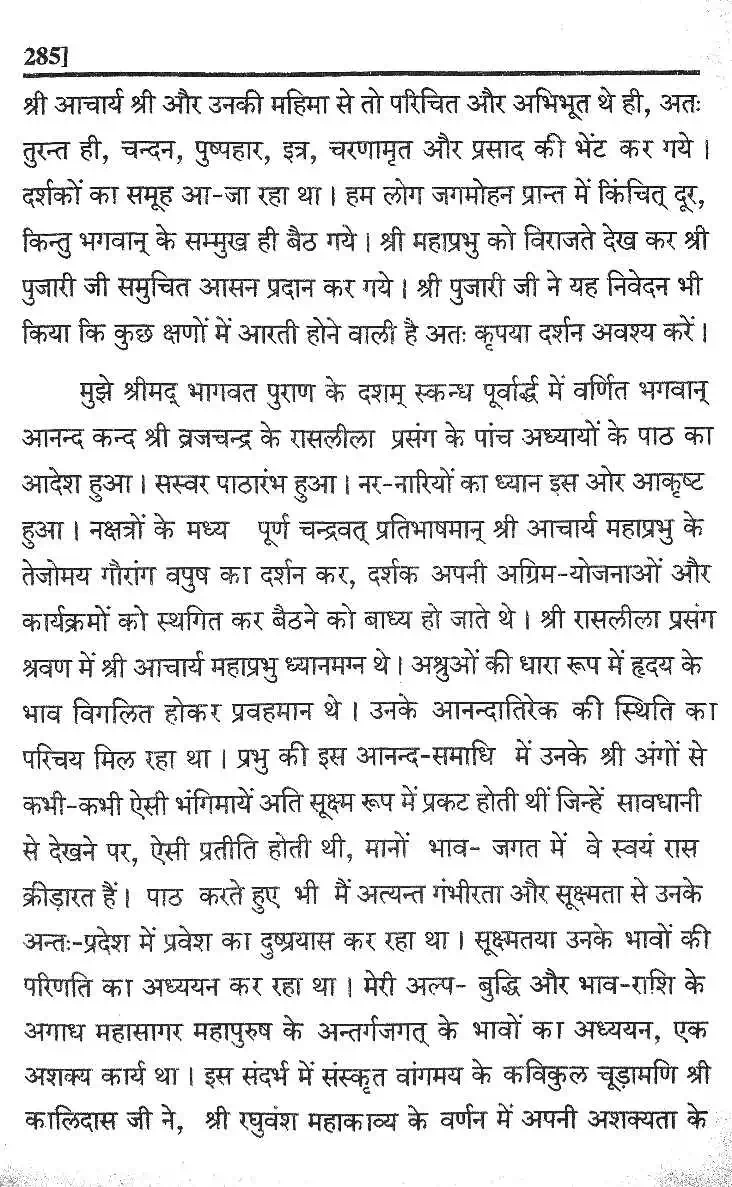 285]
श्री आचार्य श्री और उनकी महिमा से तो परिचित और अभिभूत थे ही, अतः
तुरन्त ही, चन्दन, पुष्पहार, इत्र, चरणामृत और प्रसाद की भेंट कर गये ।
दर्शकों का समूह आ-जा रहा था । हम लोग जगमोहन प्रान्त में किंचित् दूर,
किन्तु भगवान् के सम्मुख ही बैठ गये । श्री महाप्रभु को विराजते देख कर श्री
पुजारी जी समुचित आसन प्रदान कर गये । श्री पुजारी जी ने यह निवेदन भी
किया कि कुछ क्षणों में आरती होने वाली है अतः कृपया दर्शन अवश्य करें ।
मुझे श्रीमद् भागवत पुराण के दशम् स्कन्ध पूर्वार्द्ध में वर्णित भगवान्
आनन्द कन्द श्री व्रजचन्द्र के रासलीला प्रसंग के पांच अध्यायों के पाठ का
आदेश हुआ । सस्वर पाठारंभ हुआ । नर-नारियों का ध्यान इस ओर आकृष्ट
हुआ । नक्षत्रों के मध्य पूर्ण चन्द्रवत् प्रतिभाषमान् श्री आचार्य महाप्रभु के
तेजोमय गौरांग वपुष का दर्शन कर, दर्शक अपनी अग्रिम-योजनाओं और
कार्यक्रमों को स्थगित कर बैठने को बाध्य हो जाते थे । श्री रासलीला प्रसंग
श्रवण में श्री आचार्य महाप्रभु ध्यानमग्न थे । अश्रुओं की धारा रूप में हृदय के
भाव विगलित होकर प्रवहमान थे । उनके आनन्दातिरेक की स्थिति का
परिचय मिल रहा था । प्रभु की इस आनन्द-समाधि में उनके श्री अंगों से
कभी-कभी ऐसी भंगिमायें अति सूक्ष्म रूप में प्रकट होती थीं जिन्हें सावधानी
से देखने पर, ऐसी प्रतीति होती थी, मानों भाव- जगत में वे स्वयं रास
क्रीड़ारत हैं । पाठ करते हुए भी मैं अत्यन्त गंभीरता और सूक्ष्मता से उनके
अन्तः-प्रदेश में प्रवेश का दुष्प्रयास कर रहा था । सूक्ष्मतया उनके भावों की
परिणति का अध्ययन कर रहा था । मेरी अल्प- बुद्धि और भाव-राशि के
अगाध महासागर महापुरुष के अन्तर्गजगत् के भावों का अध्ययन, एक
अशक्य कार्य था । इस संदर्भ में संस्कृत वांगमय के कविकुल चूड़ामणि श्री
कालिदास जी ने, श्री रघुवंश महाकाव्य के वर्णन में अपनी अशक्यता के